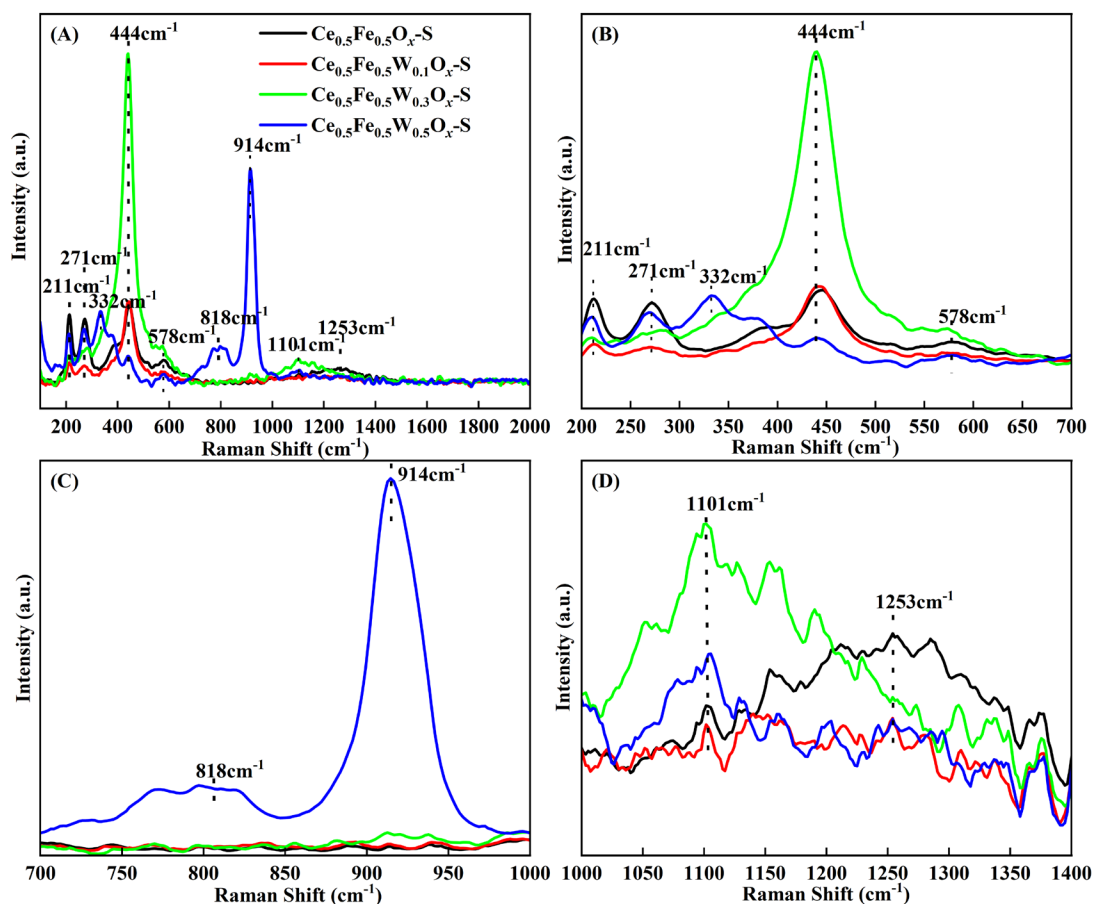 (A)
444cm-1
Ce0.5Fe0.5Ox-S
Ce0.5Fe0.5W0.1Ox-S
Ce0.5Fe0.5W0.3Ox-S
Ce0.5Fe0.5W0.5Ox-S
914cm-1
271cm-1
211cm-1
332cm-1
578cm-1
818cm-1
1101cm-1
1253cm-1
Intensity (a.u.)
200 400 600 800 1000 1200 1400 1600 1800 2000
Raman Shift (cm-1)
(B)
444cm-1
211cm-1
271cm-1
332cm-1
578cm-1
Intensity (a.u.)
200 250 300 350 400 450 500 550 600 650 700
Raman Shift (cm-1)
(C)
914cm-1
818cm-1
Intensity (a.u.)
700 750 800 850 900 950 1000
Raman Shift (cm-1)
(D)
1101cm-1
1253cm-1
Intensity (a.u.)
1000 1050 1100 1150 1200 1250 1300 1350 1400
Raman Shift (cm-1)